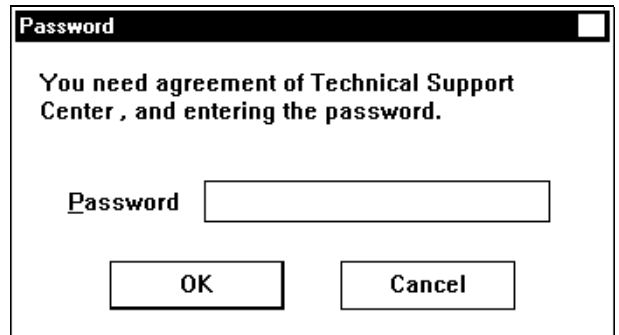 Password
You need agreement of Technical Support
Center , and entering the password.
Password
OK Cancel